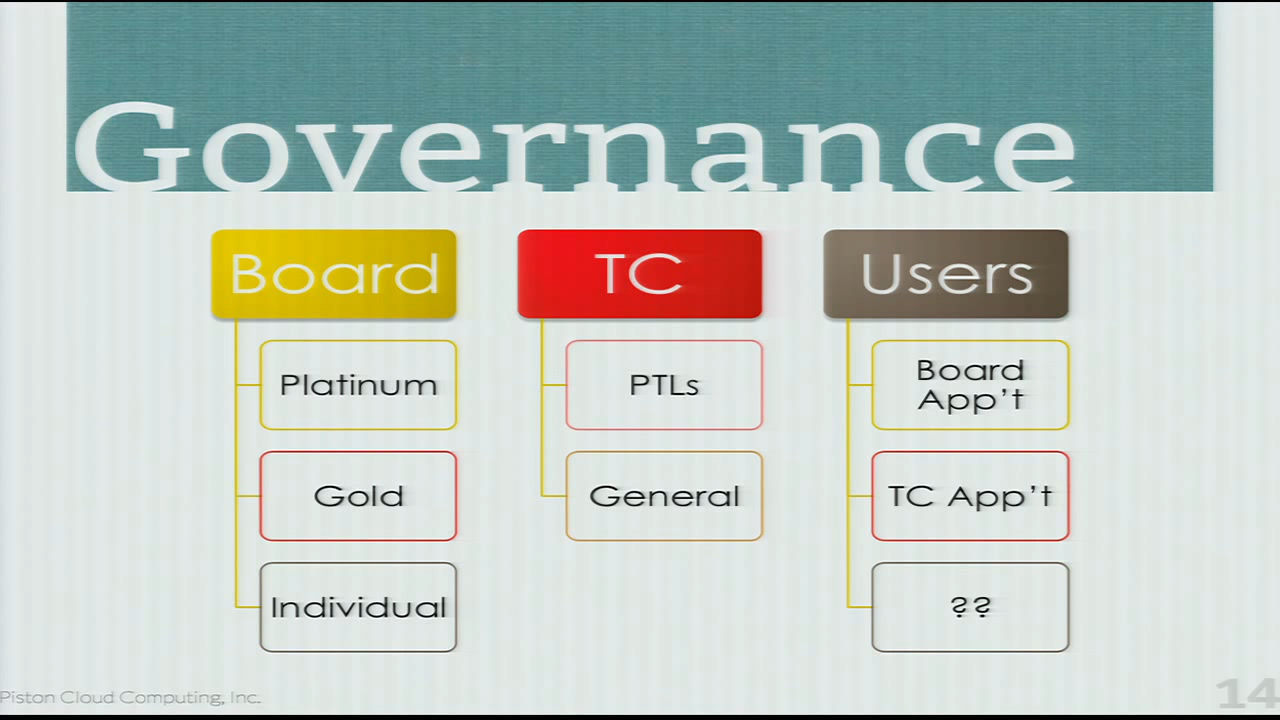 Governance
Board
Platinum
Gold
Individual
TC
PTLs
General
Users
Board
App't
TC App't
??
Piston Cloud Computing, Inc.
14